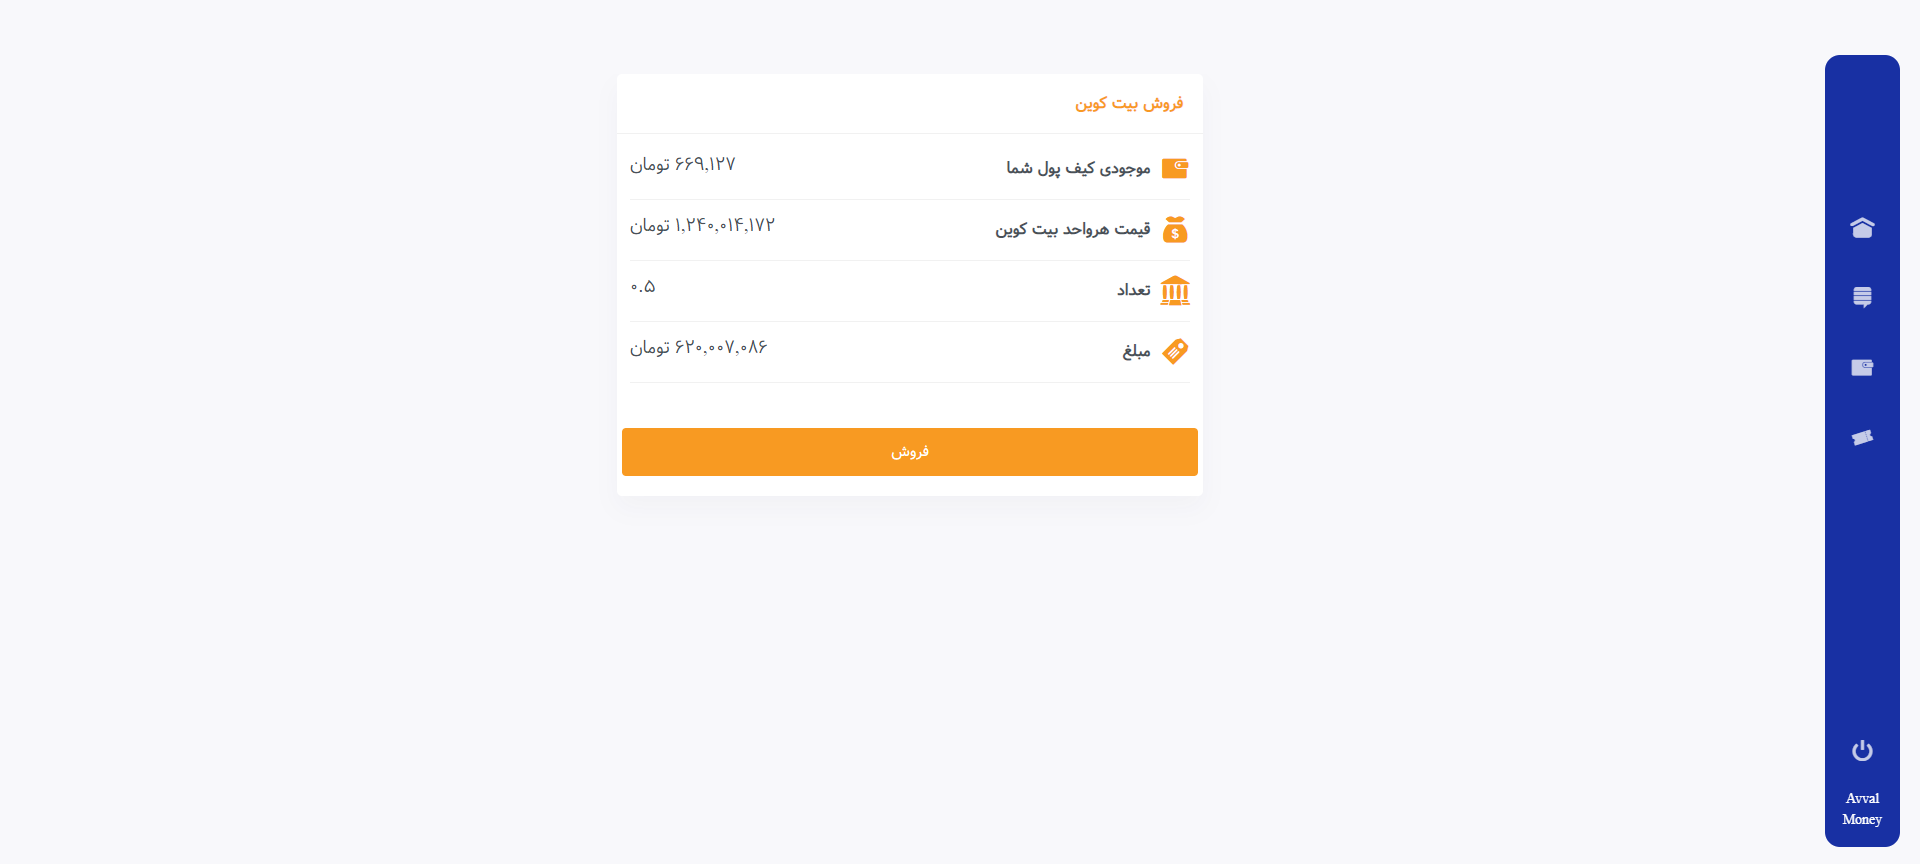 فروش بیت کوین
موجودی کیف پول شما ۶۶۹,۱۲۷ تومان
قیمت هرواحد بیت کوین ۱,۲۴۰,۰۱۴,۱۷۲ تومان
تعداد ۰.۵
مبلغ ۶۲۰,۰۰۷,۰۸۶ تومان
فروش
Avval
Money